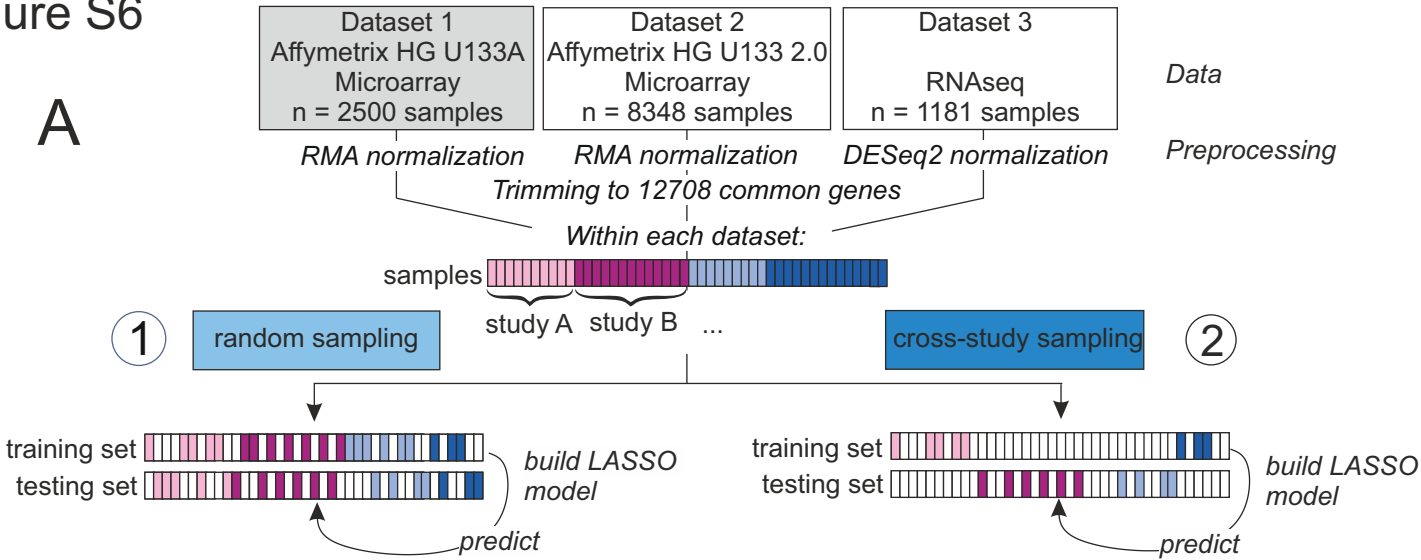 ure S6
A
Dataset 1
Affymetrix HG U133A
Microarray
n = 2500 samples
Dataset 2
Affymetrix HG U133 2.0
Microarray
n = 8348 samples
Dataset 3
RNAseq
n = 1181 samples
Data
RMA normalization
RMA normalization
DESeq2 normalization
Preprocessing
Trimming to 12708 common genes
Within each dataset:
samples
study A
study B
...
1
random sampling
cross-study sampling
2
training set
testing set
build LASSO
model
predict
training set
testing set
build LASSO
model
predict